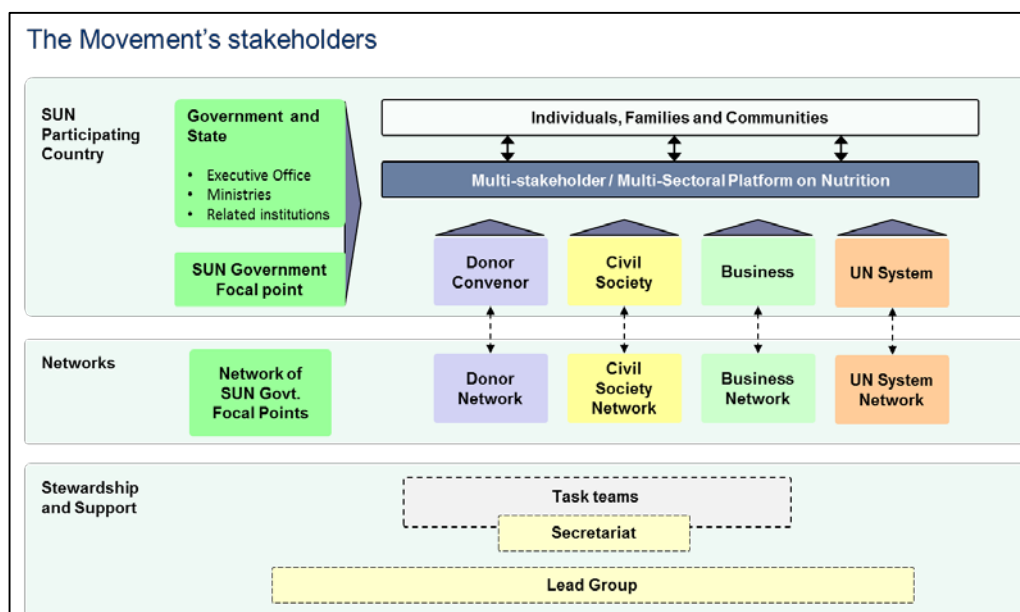 The Movement's stakeholders
SUN
Participating
Country
Government and
State
• Executive Office
• Ministries
• Related institutions
SUN Government
Focal point
Individuals, Families and Communities
Multi-stakeholder / Multi-Sectoral Platform on Nutrition
Donor
Convenor
Civil
Society
Business
UN System
Networks
Network of
SUN Govt.
Focal Points
Donor
Network
Civil
Society
Network
Business
Network
UN System
Network
Stewardship
and Support
Task teams
Secretariat
Lead Group